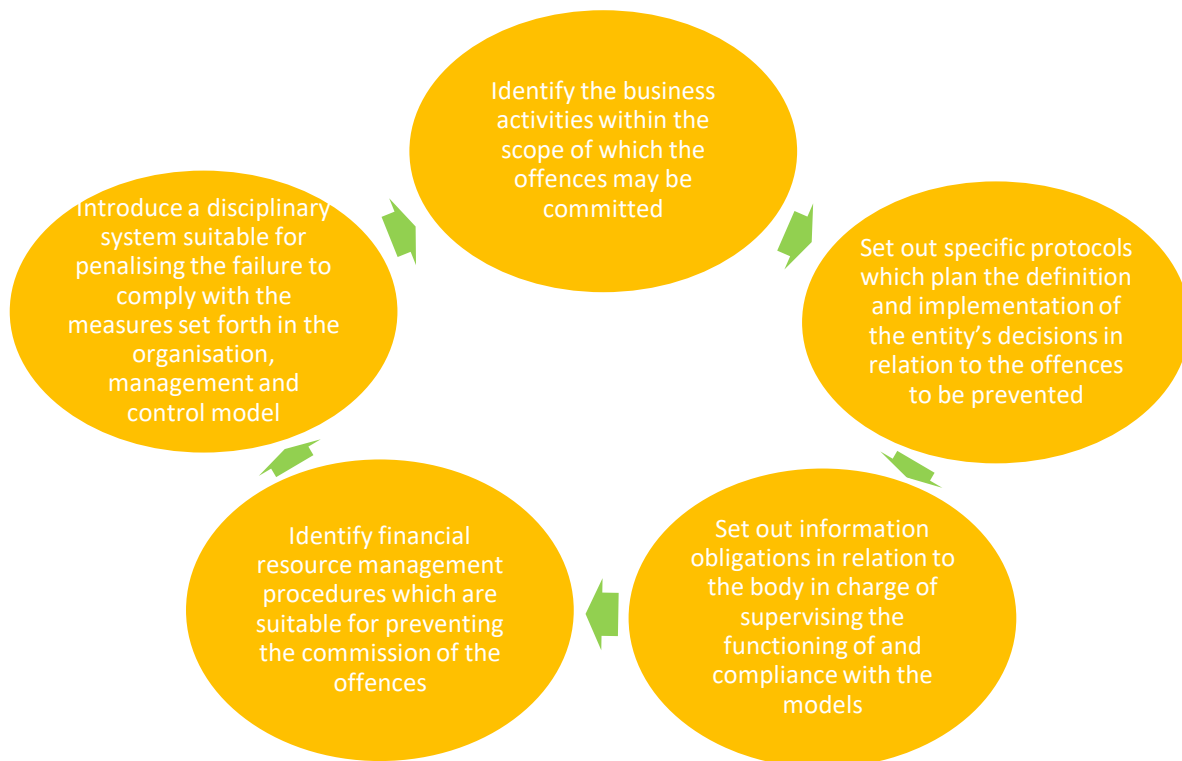 Identify the business
activities within the
scope of which the
offences may be
committed
Set out specific protocols
which plan the definition
and implementation of
the entity’s decisions in
relation to the offences
to be prevented
Set out information
obligations in relation to
the body in charge of
supervising the
functioning of and
compliance with the
models
Identify financial
resource management
procedures which are
suitable for preventing
the commission of the
offences
Introduce a disciplinary
system suitable for
penalising the failure to
comply with the
measures set forth in the
organisation,
management and
control model